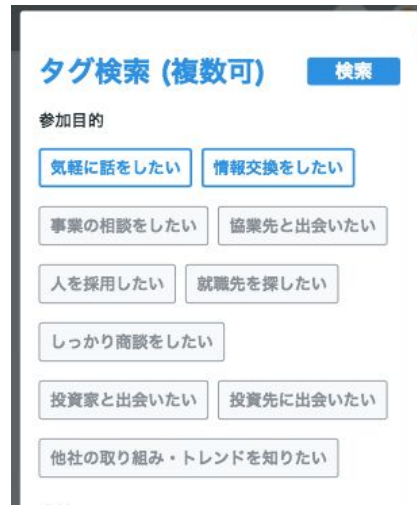 タグ検索 (複数可) 検索
参加目的
気軽に話をしたい 情報交換をしたい
事業の相談をしたい 協業先と出会いたい
人を採用したい 就職先を探したい
しっかり商談をしたい
投資家と出会いたい 投資先に出会いたい
他社の取り組み・トレンドを知りたい